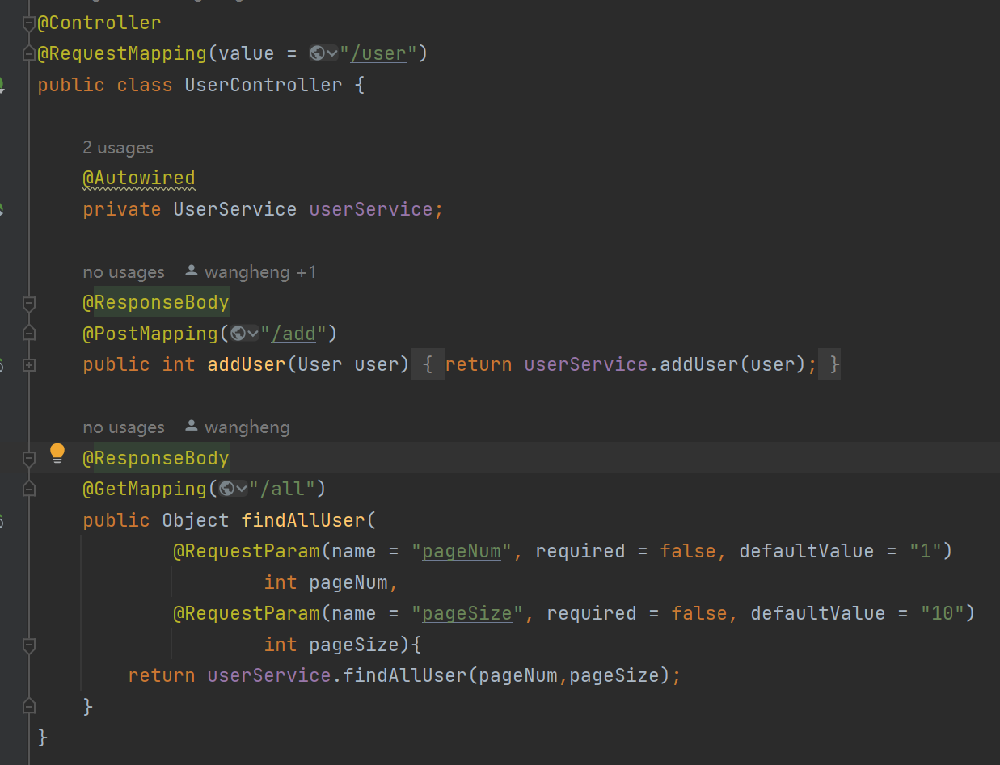 @Controller
@RequestMapping(value = "/user")
public class UserController {
2 usages
@Autowired
private UserService userService;
no usages wangheng +1
@ResponseBody
@PostMapping("/add")
public int addUser(User user) { return userService.addUser(user); }
no usages wangheng
@ResponseBody
@GetMapping("/all")
public Object findAllUser(
@RequestParam(name = "pageNum", required = false, defaultValue = "1")
int pageNum,
@RequestParam(name = "pageSize", required = false, defaultValue = "10")
int pageSize){
return userService.findAllUser(pageNum,pageSize);
}
}